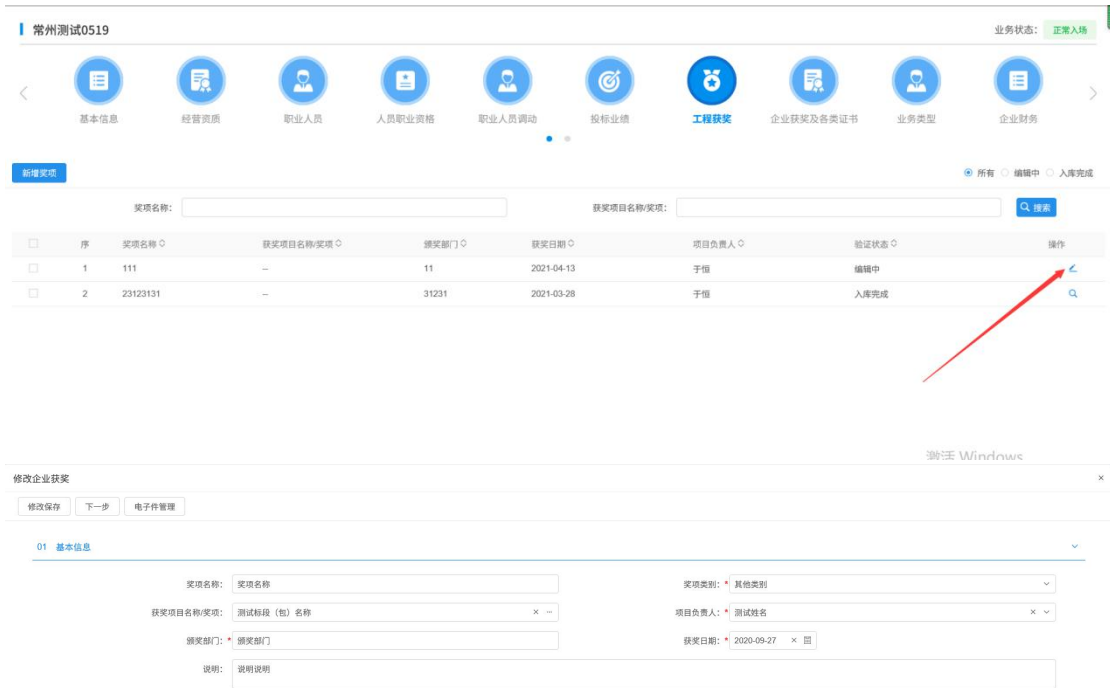 常州测试0519 业务状态： 正常入场
基本信息 经营资质 职业人员 人员职业资格 职业人员调动 投标业绩 工程获奖 企业获奖及各类证书 业务类型 企业财务
新增奖项 所有 编辑中 入库完成
奖项名称： 获奖项目名称/奖项： 搜索
序 奖项名称 获奖项目名称/奖项 颁奖部门 获奖日期 项目负责人 验证状态 操作
1 111 -- 11 2021-04-13 于恒 编辑中
2 23123131 -- 31231 2021-03-28 于恒 入库完成
激活 Windows
修改企业获奖 ×
修改保存 下一步 电子件管理
01 基本信息
奖项名称： 奖项名称 奖项类别：* 其他类别
获奖项目名称/奖项： 测试标段（包）名称 × ··· 项目负责人：* 测试姓名 ×
颁奖部门：* 颁奖部门 获奖日期：* 2020-09-27 ×
说明： 说明说明